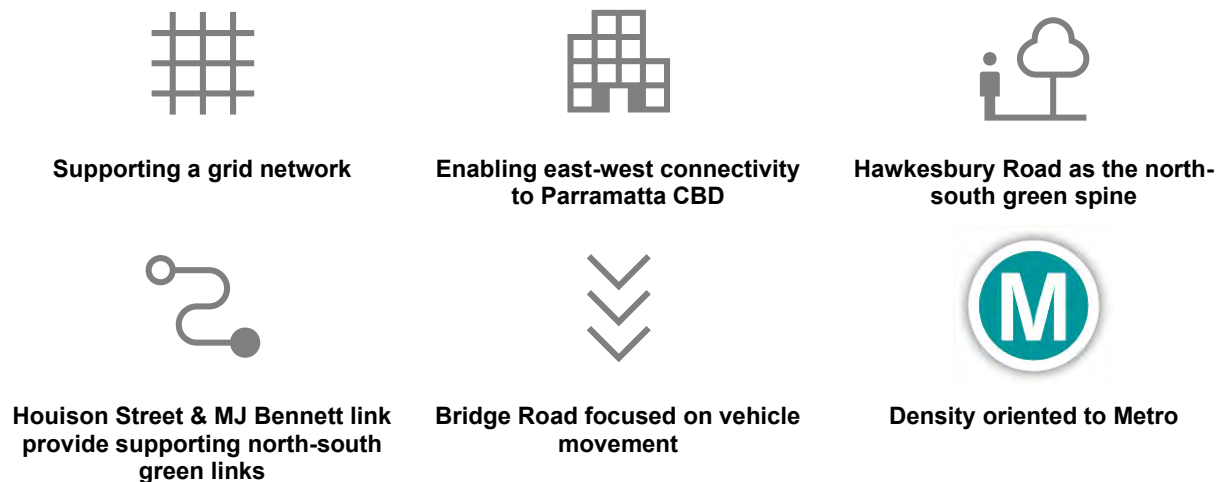 Supporting a grid network
Enabling east-west connectivity
to Parramatta CBD
Hawkesbury Road as the north-
south green spine
M
Houison Street & MJ Bennett link
provide supporting north-south
green links
Bridge Road focused on vehicle
movement
Density oriented to Metro